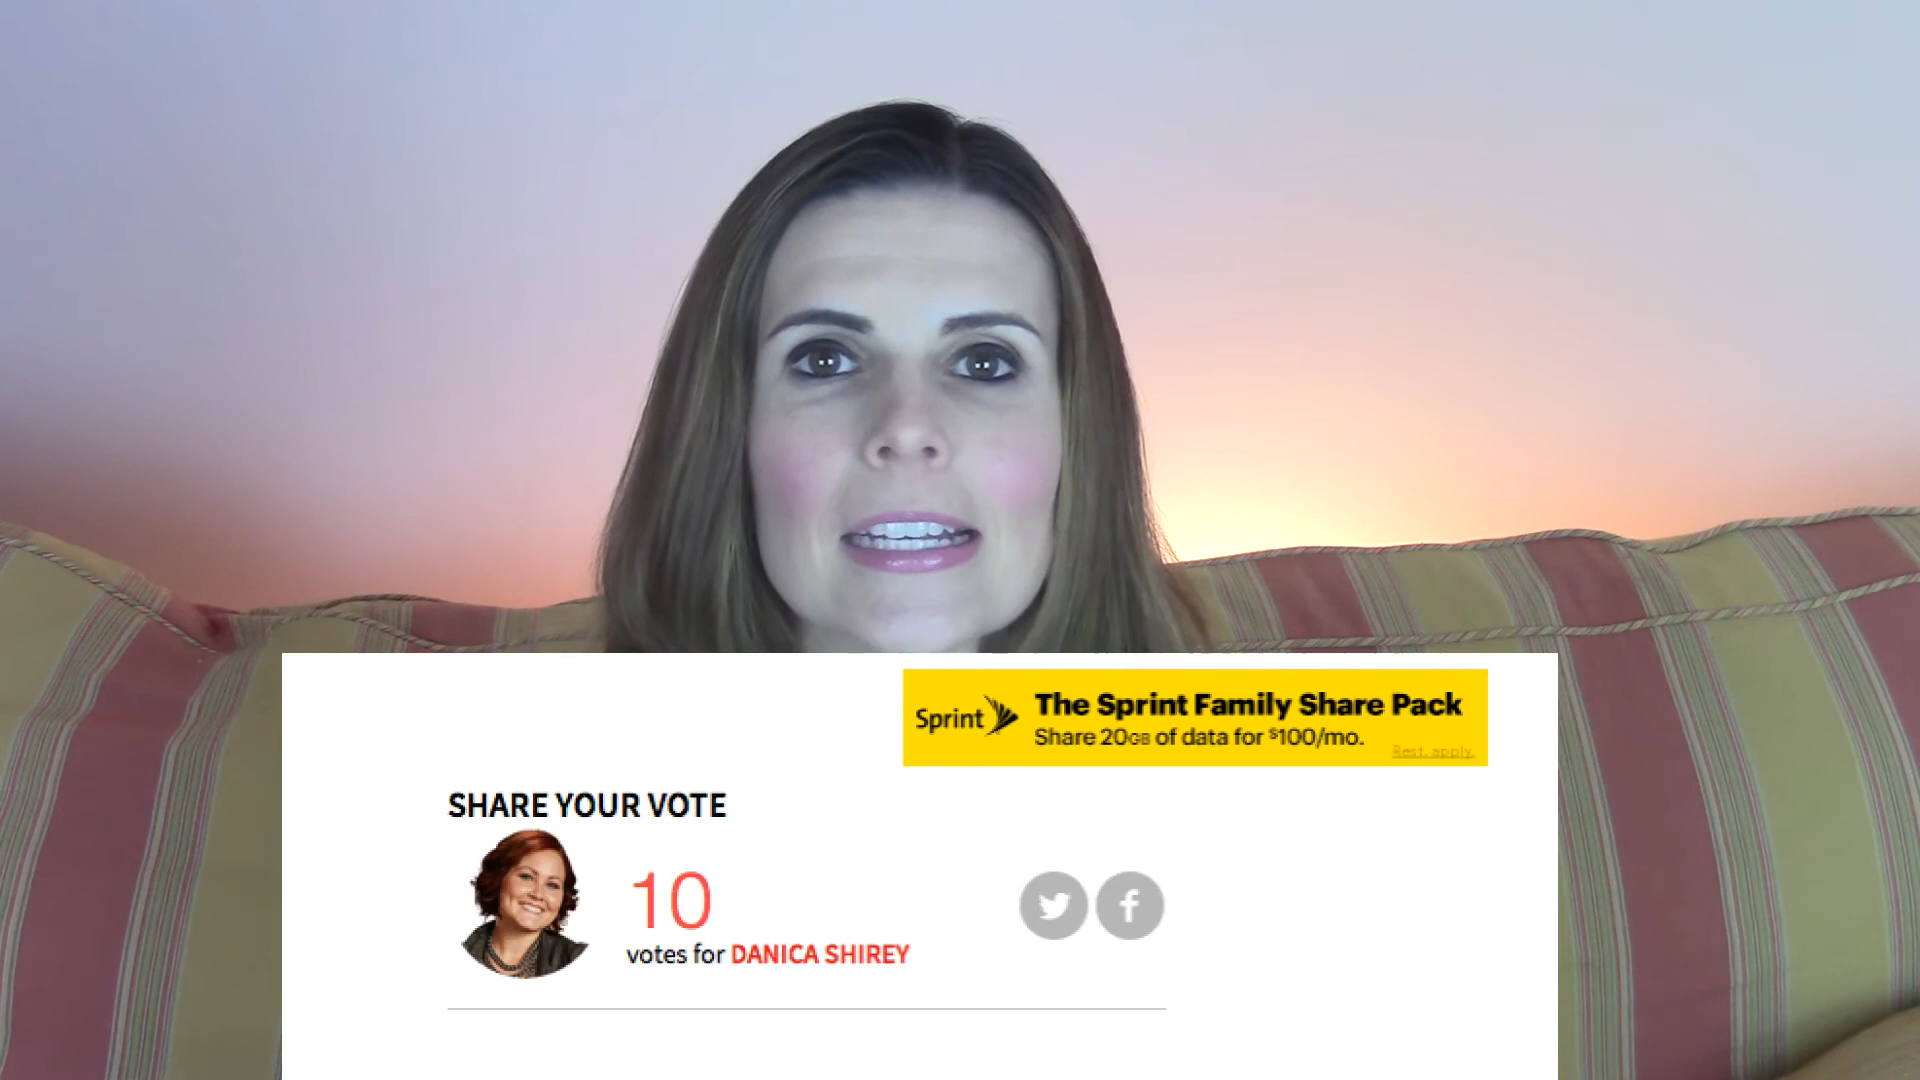 Sprint
The Sprint Family Share Pack
Share 20GB of data for $100/mo.
Rest. apply.
SHARE YOUR VOTE
10
votes for DANICA SHIREY